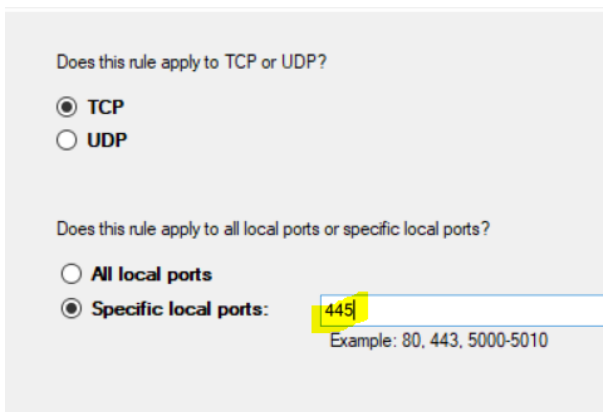 Does this rule apply to TCP or UDP?
TCP
UDP
Does this rule apply to all local ports or specific local ports?
All local ports
Specific local ports:
445
Example: 80, 443, 5000-5010